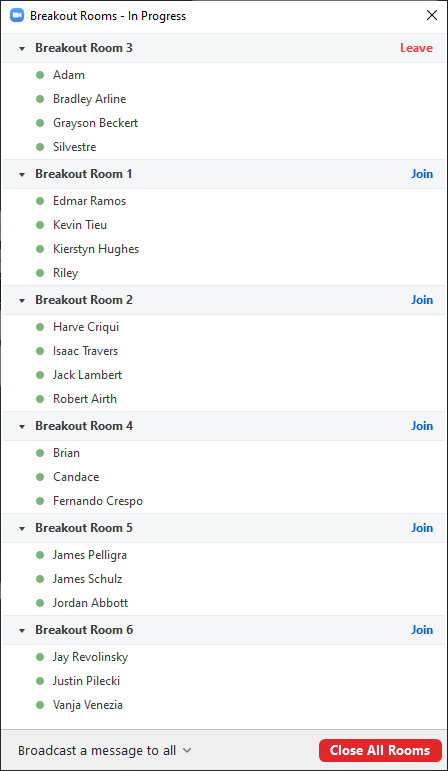 Breakout Rooms - In Progress
Breakout Room 3 Leave
Adam
Bradley Arline
Grayson Beckert
Silvestre
Breakout Room 1 Join
Edmar Ramos
Kevin Tieu
Kierstyn Hughes
Riley
Breakout Room 2 Join
Harve Criqui
Isaac Travers
Jack Lambert
Robert Airth
Breakout Room 4 Join
Brian
Candace
Fernando Crespo
Breakout Room 5 Join
James Pelligra
James Schulz
Jordan Abbott
Breakout Room 6 Join
Jay Revolinsky
Justin Pilecki
Vanja Venezia
Broadcast a message to all Close All Rooms